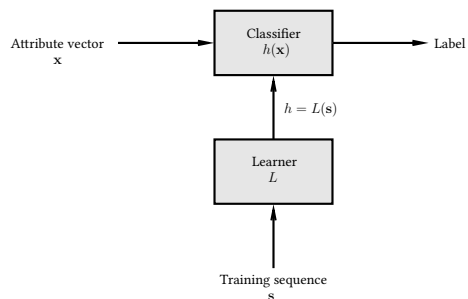 Classifier
h(x)
Attribute vector
x
Label
h = L(s)
Learner
L
Training sequence
s